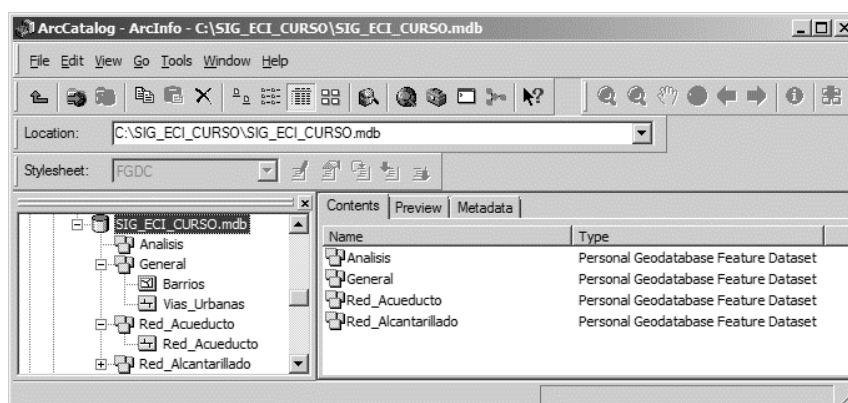 ArcCatalog - ArcInfo - C:\SIG_ECI_CURSO\SIG_ECI_CURSO.mdb
File Edit View Go Tools Window Help
Location: C:\SIG_ECI_CURSO\SIG_ECI_CURSO.mdb
Stylesheet: FGDC
SIG_ECI_CURSO.mdb
Analisis
General
Barrios
Vias_Urbanas
Red_Acueducto
Red_Acueducto
Red_Alcantarillado
Contents Preview Metadata
Name Type
Analisis Personal Geodatabase Feature Dataset
General Personal Geodatabase Feature Dataset
Red_Acueducto Personal Geodatabase Feature Dataset
Red_Alcantarillado Personal Geodatabase Feature Dataset